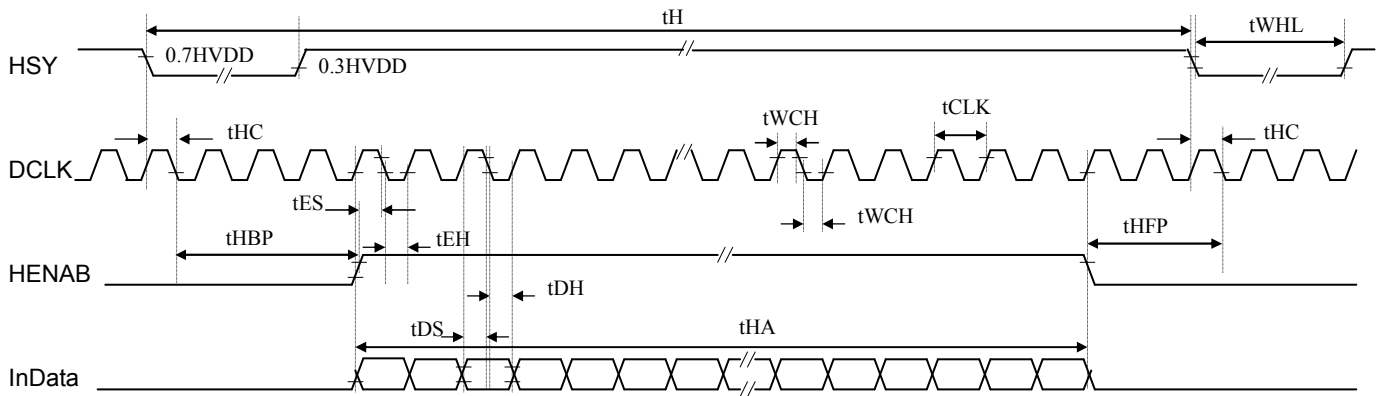 tH
tWHL
HSY
0.7HVDD
0.3HVDD
tHC
tWCH
tCLK
tHC
DCLK
tES
tWCH
tHBP
tEH
tHFP
HENAB
tDH
tDS
tHA
InData